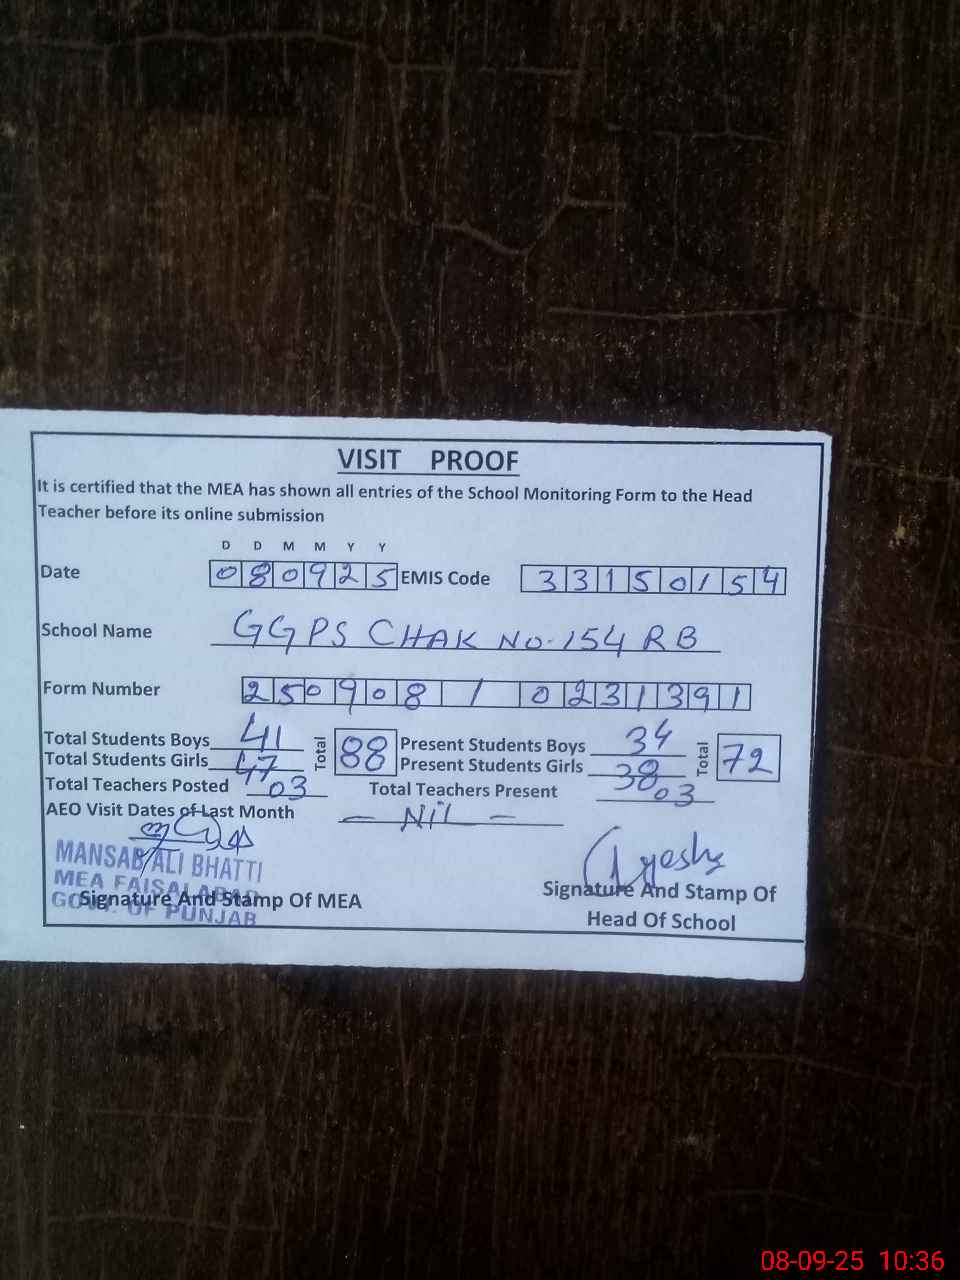 VISIT PROOF
It is certified that the MEA has shown all entries of the School Monitoring Form to the Head
Teacher before its online submission
D D M M Y Y
Date 080925 EMIS Code 33150154
School Name GGPS CHAK NO. 154 RB
Form Number 250908 / 0231391
Total Students Boys 41 Total 88 Present Students Boys 34 Total 72
Total Students Girls 47 Present Students Girls 38
Total Teachers Posted 03 Total Teachers Present 03
AEO Visit Dates of Last Month — Nil —
MANSAB ALI BHATTI
MEA FAISALABAD
GOVT. OF PUNJAB
Signature And Stamp Of MEA
Signature And Stamp Of
Head Of School
08-09-25 10:36